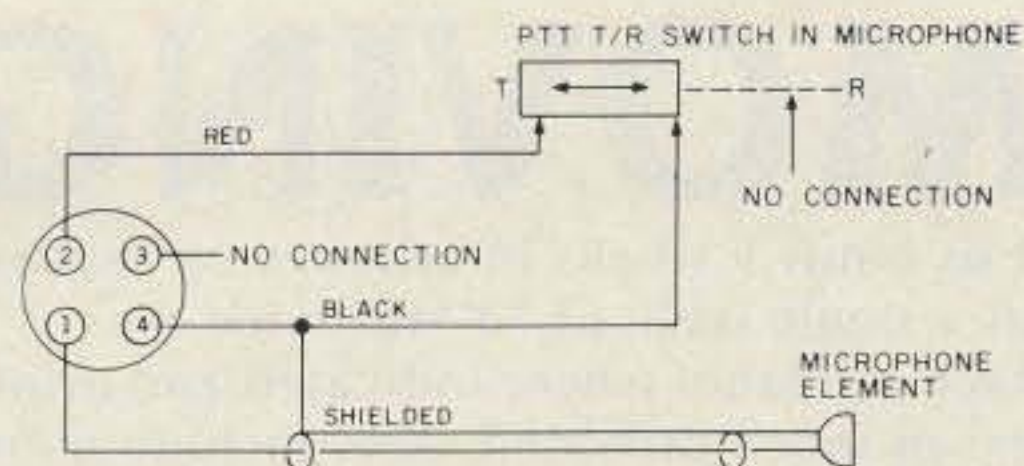 PTT T/R SWITCH IN MICROPHONE
T
R
RED
NO CONNECTION
2
3
NO CONNECTION
1
4
BLACK
MICROPHONE
ELEMENT
SHIELDED